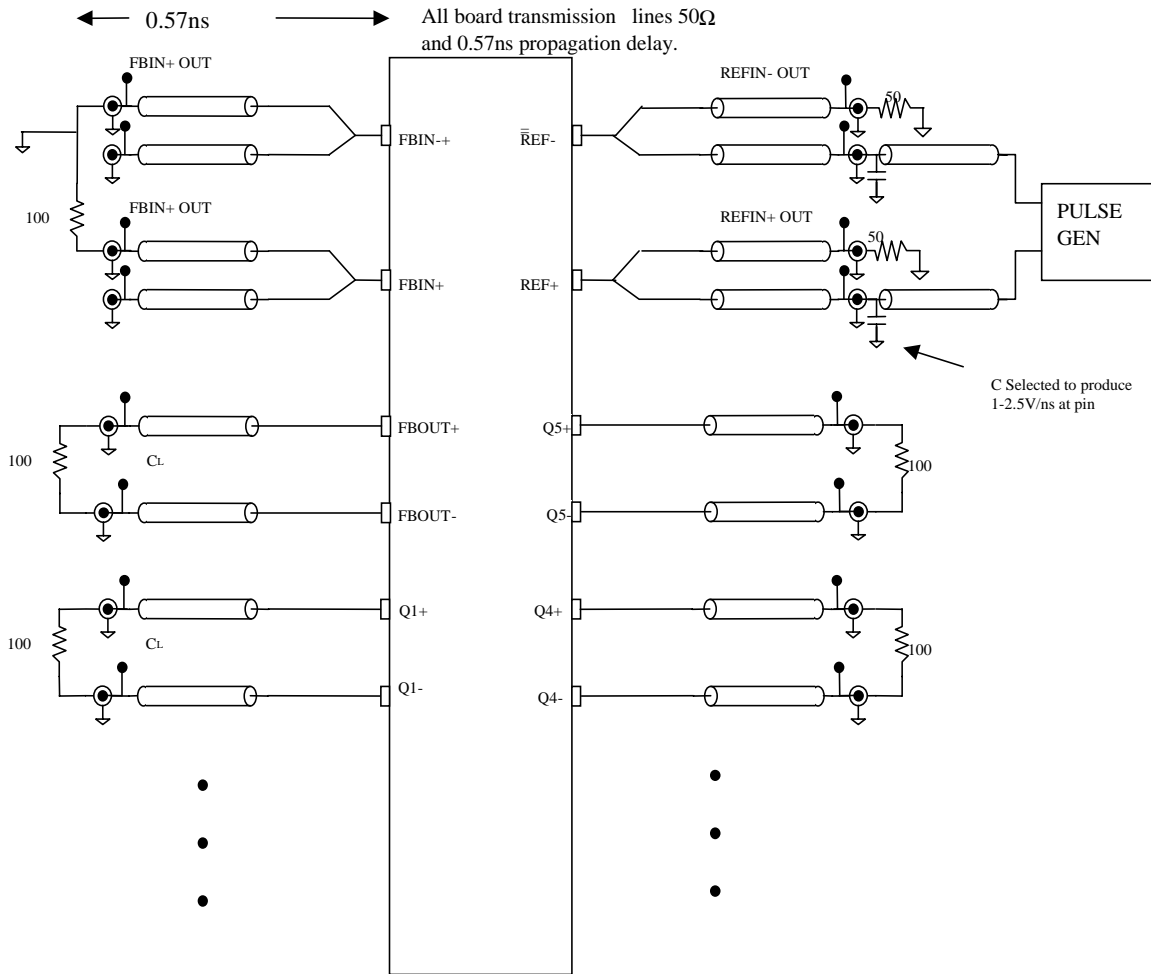 0.57ns
All board transmission lines 50Ω
and 0.57ns propagation delay.
FBIN+ OUT
REFIN- OUT
50
FBIN-+
REF-
100
FBIN+ OUT
REFIN+ OUT
50
PULSE
GEN
FBIN+
REF+
C Selected to produce
1-2.5V/ns at pin
FBOUT+
Q5+
100
CL
100
FBOUT-
Q5-
Q1+
Q4+
100
CL
100
Q1-
Q4-